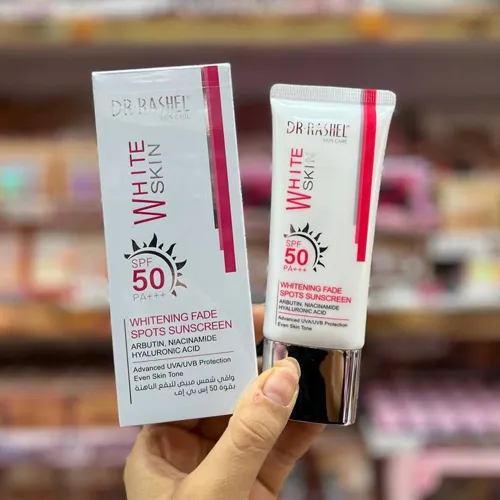 DR·RASHEL
SKIN CARE
WHITE
SKIN
SPF
50
PA+++
WHITENING FADE
SPOTS SUNSCREEN
ARBUTIN, NIACINAMIDE
HYALURONIC ACID
Advanced UVA/UVB Protection
Even Skin Tone
واقي شمس مبيض للبقع الباهتة
بقوة 50 إس بي إف
DR·RASHEL
SKIN CARE
WHITE
SKIN
SPF
50
PA+++
WHITENING FADE
SPOTS SUNSCREEN
ARBUTIN, NIACINAMIDE
HYALURONIC ACID
Advanced UVA/UVB Protection
Even Skin Tone